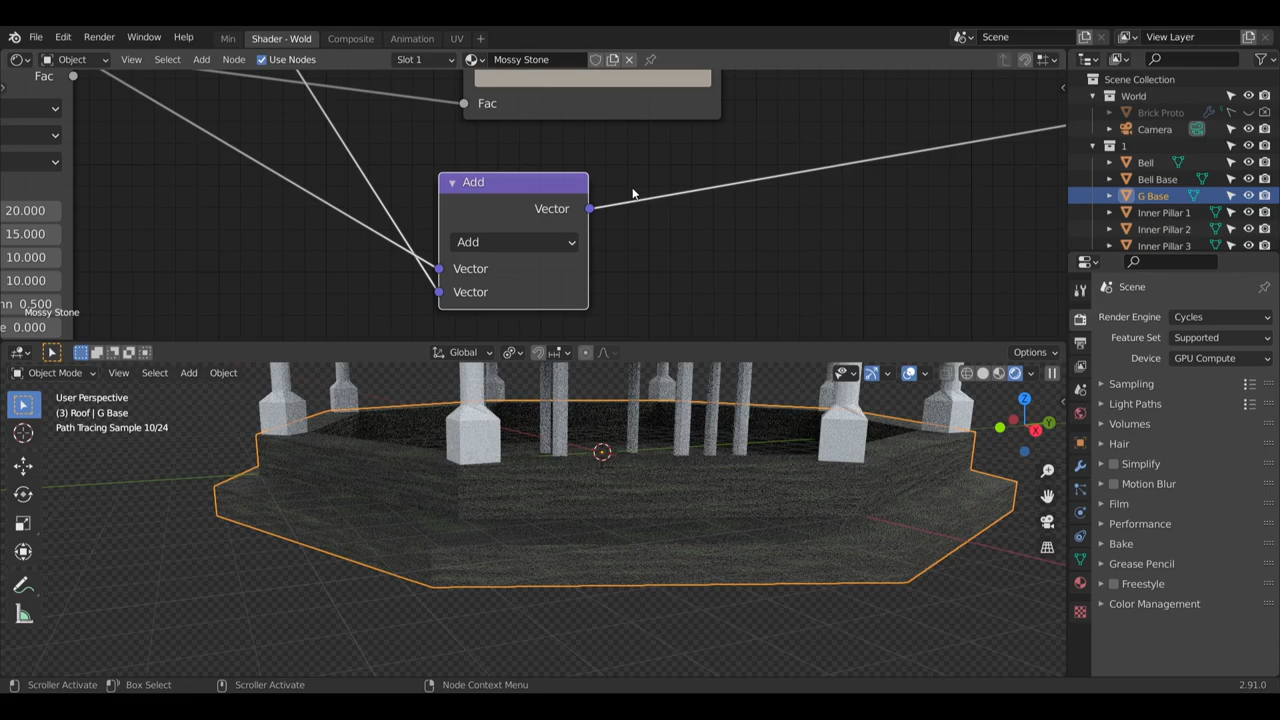 File Edit Render Window Help Min Shader - Wold Composite Animation UV Scene View Layer
Object View Select Add Node Use Nodes Slot 1 Mossy Stone
Fac
Fac
Add
Vector
Add
Vector
Vector
20.000
15.000
10.000
10.000
0.500
0.000
Mossy Stone
Global Options
Object Mode View Select Add Object
User Perspective
(3) Roof | G Base
Path Tracing Sample 10/24
Z
Y
X
Scene Collection
World
Brick Proto
Camera
1
Bell
Bell Base
G Base
Inner Pillar 1
Inner Pillar 2
Inner Pillar 3
Scene
Render Engine Cycles
Feature Set Supported
Device GPU Compute
Sampling
Light Paths
Volumes
Hair
Simplify
Motion Blur
Film
Performance
Bake
Grease Pencil
Freestyle
Color Management
Scroller Activate Box Select Scroller Activate Node Context Menu 2.91.0